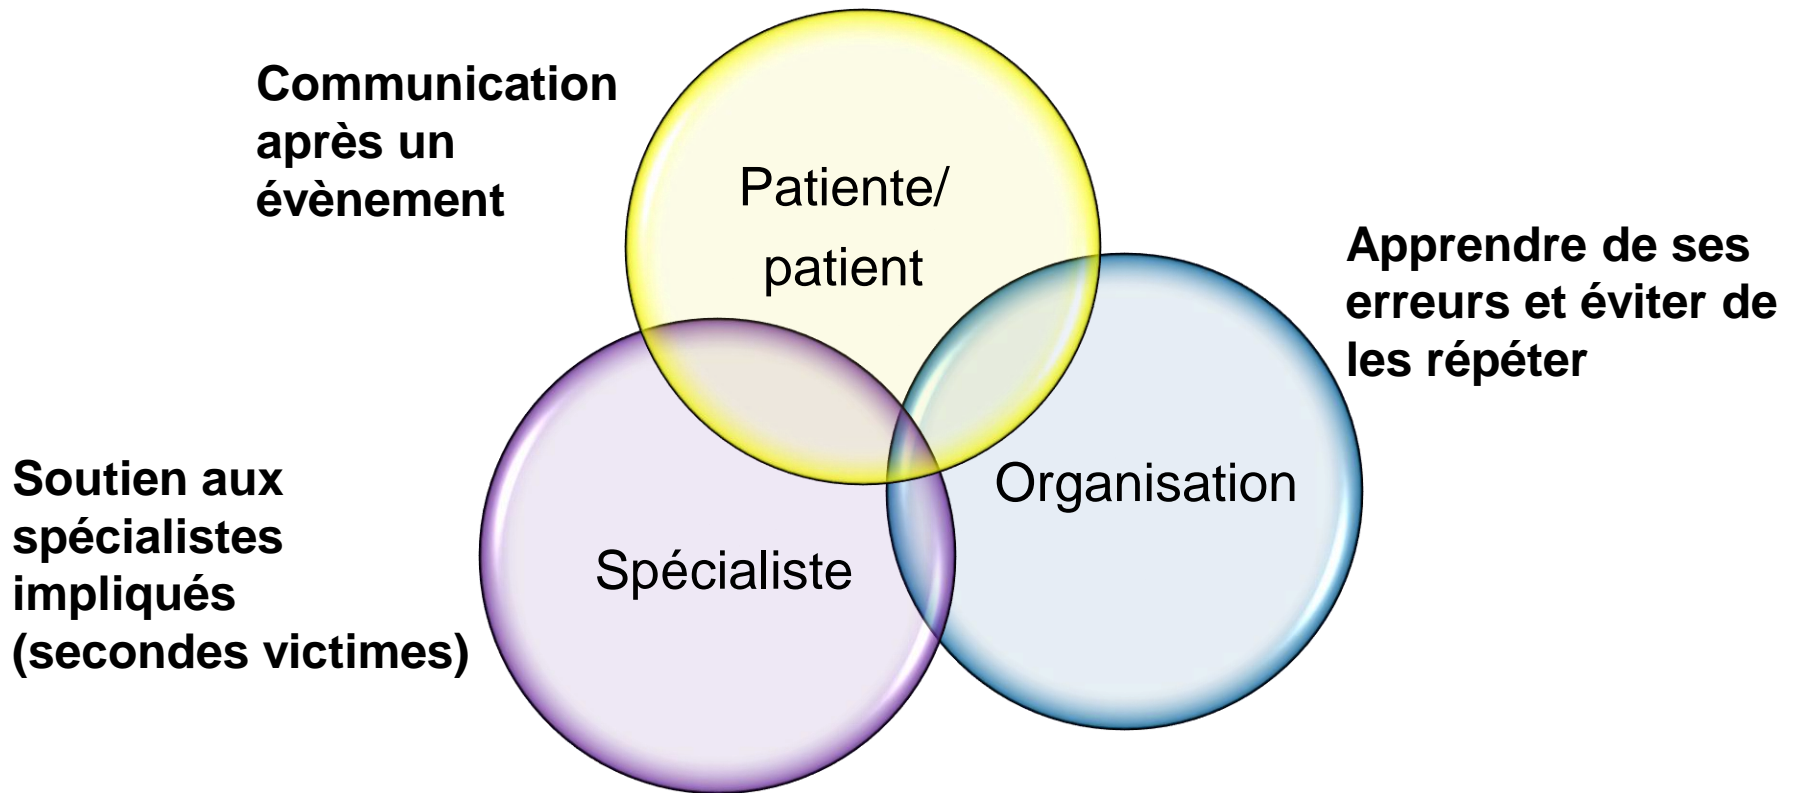 Communication
après un
évènement
Patiente/
patient
Apprendre de ses
erreurs et éviter de
les répéter
Organisation
Soutien aux
spécialistes
impliqués
(secondes victimes)
Spécialiste